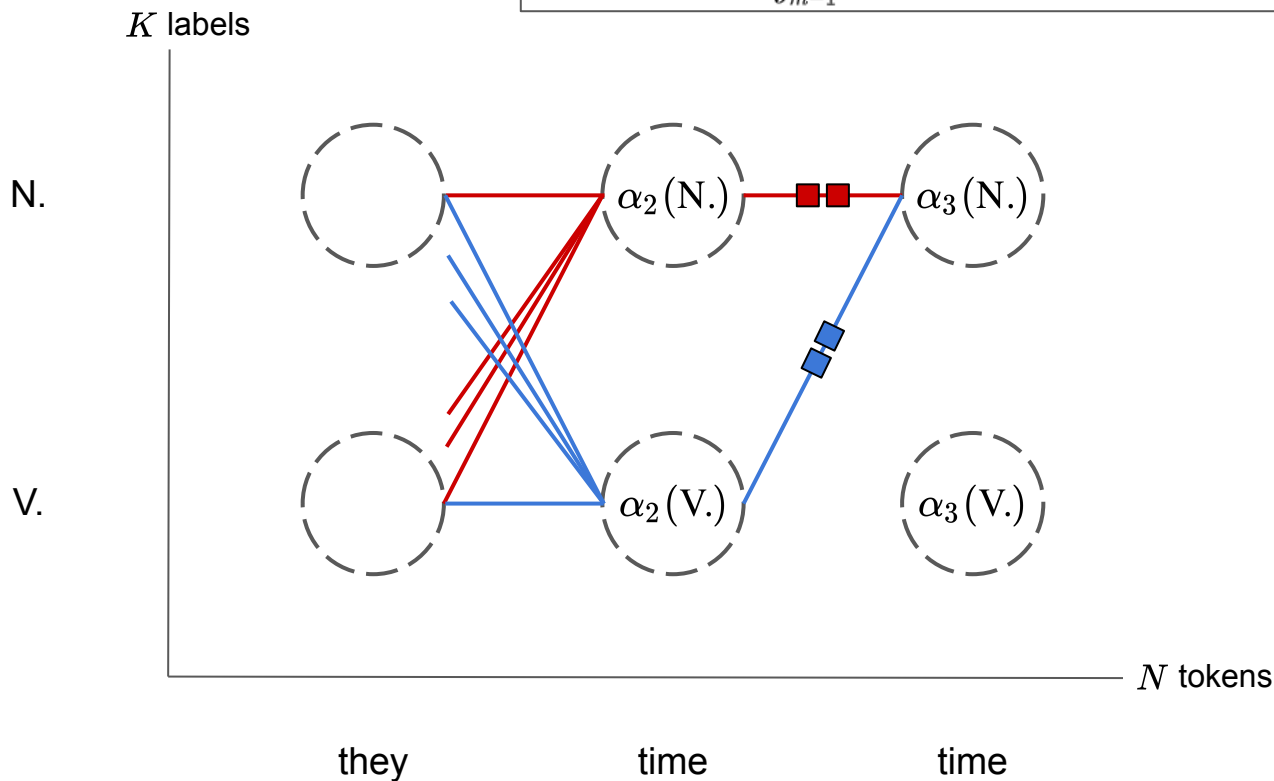 K labels
N. α₂(N.) α₃(N.)
V. α₂(V.) α₃(V.)
N tokens
they time time